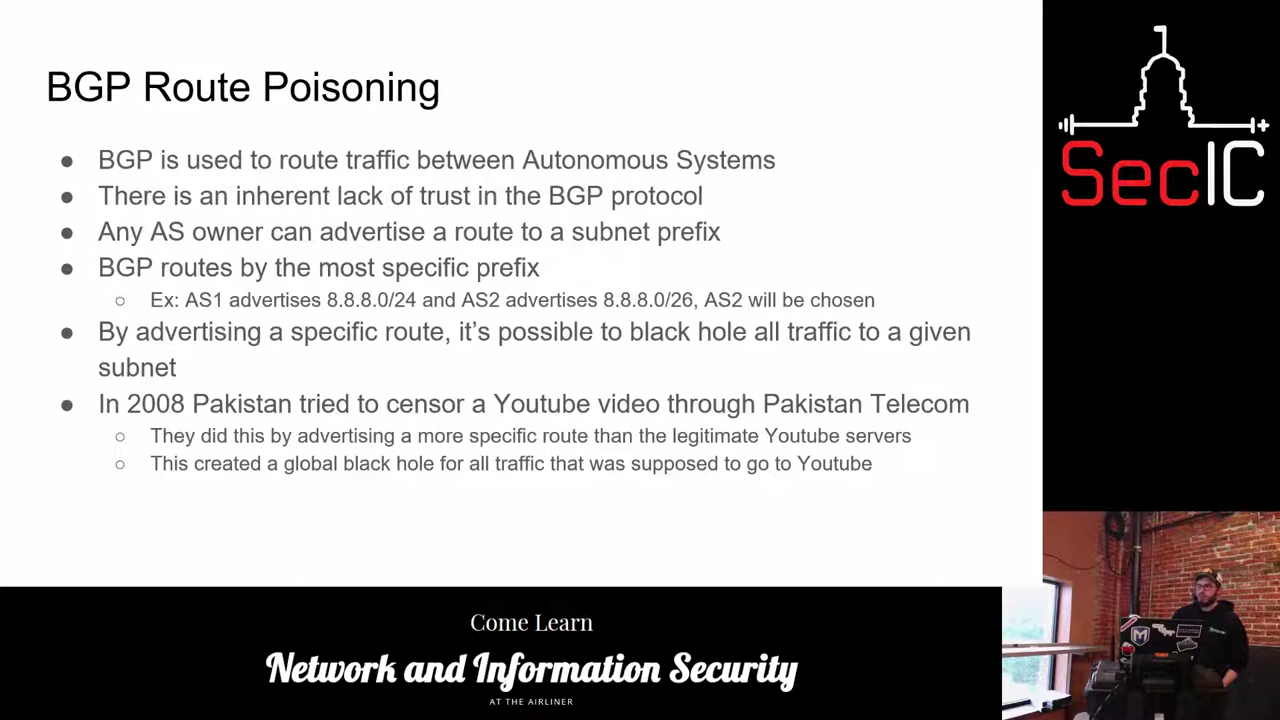 BGP Route Poisoning
● BGP is used to route traffic between Autonomous Systems
● There is an inherent lack of trust in the BGP protocol
● Any AS owner can advertise a route to a subnet prefix
● BGP routes by the most specific prefix
○ Ex: AS1 advertises 8.8.8.0/24 and AS2 advertises 8.8.8.0/26, AS2 will be chosen
● By advertising a specific route, it’s possible to black hole all traffic to a given
subnet
● In 2008 Pakistan tried to censor a Youtube video through Pakistan Telecom
○ They did this by advertising a more specific route than the legitimate Youtube servers
○ This created a global black hole for all traffic that was supposed to go to Youtube
SecIC
Come Learn
Network and Information Security
AT THE AIRLINER